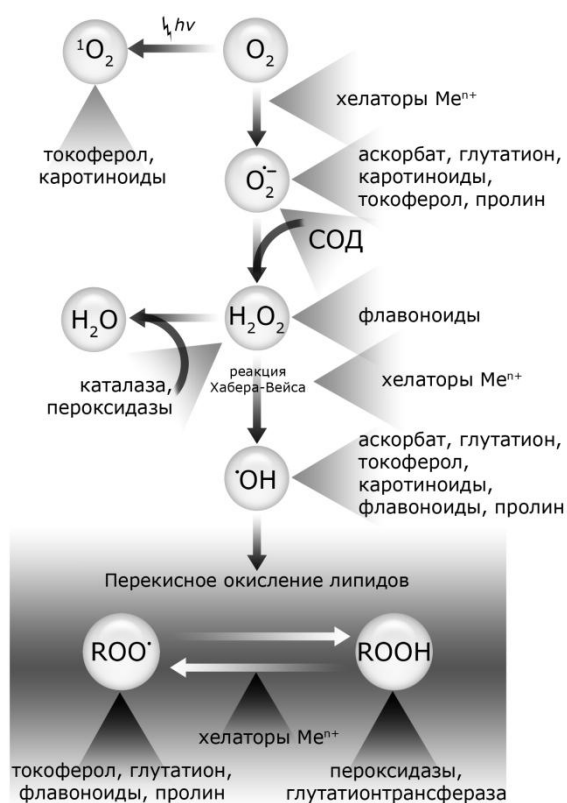 hv
¹O₂
O₂
хелаторы Meⁿ⁺
токоферол,
каротиноиды
O₂•−
аскорбат, глутатион,
каротиноиды,
токоферол, пролин
СОД
H₂O
H₂O₂
флавоноиды
каталаза,
пероксидазы
реакция
Хабера-Вейса
хелаторы Meⁿ⁺
•OH
аскорбат, глутатион,
токоферол,
каротиноиды,
флавоноиды, пролин
Перекисное окисление липидов
ROO•
ROOH
хелаторы Meⁿ⁺
токоферол, глутатион,
флавоноиды, пролин
пероксидазы,
глутатионтрансфераза